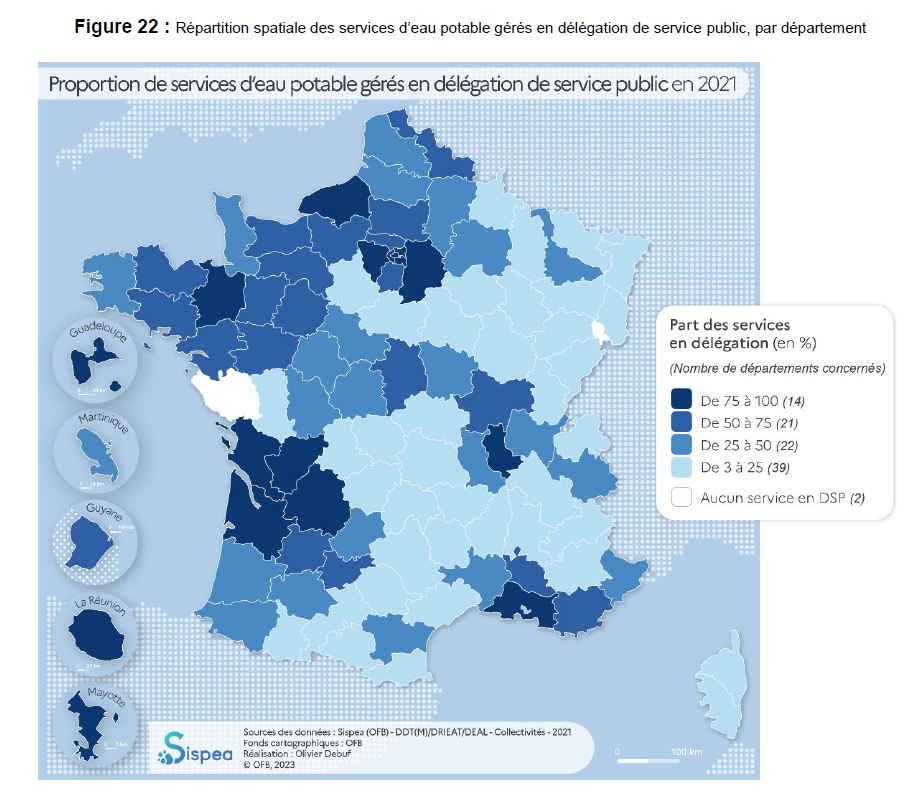 Figure 22 : Répartition spatiale des services d’eau potable gérés en délégation de service public, par département
Proportion de services d’eau potable gérés en délégation de service public en 2021
Guadeloupe
Martinique
Guyane
100 km
La Réunion
Mayotte
Part des services
en délégation (en %)
(Nombre de départements concernés)
De 75 à 100 (14)
De 50 à 75 (21)
De 25 à 50 (22)
De 3 à 25 (39)
Aucun service en DSP (2)
Sispea
Sources des données : Sispea (OFB) - DDT(M)/DRIEAT/DEAL - Collectivités - 2021
Fonds cartographiques : OFB
Réalisation : Olivier Debuf
© OFB, 2023
0 100 km